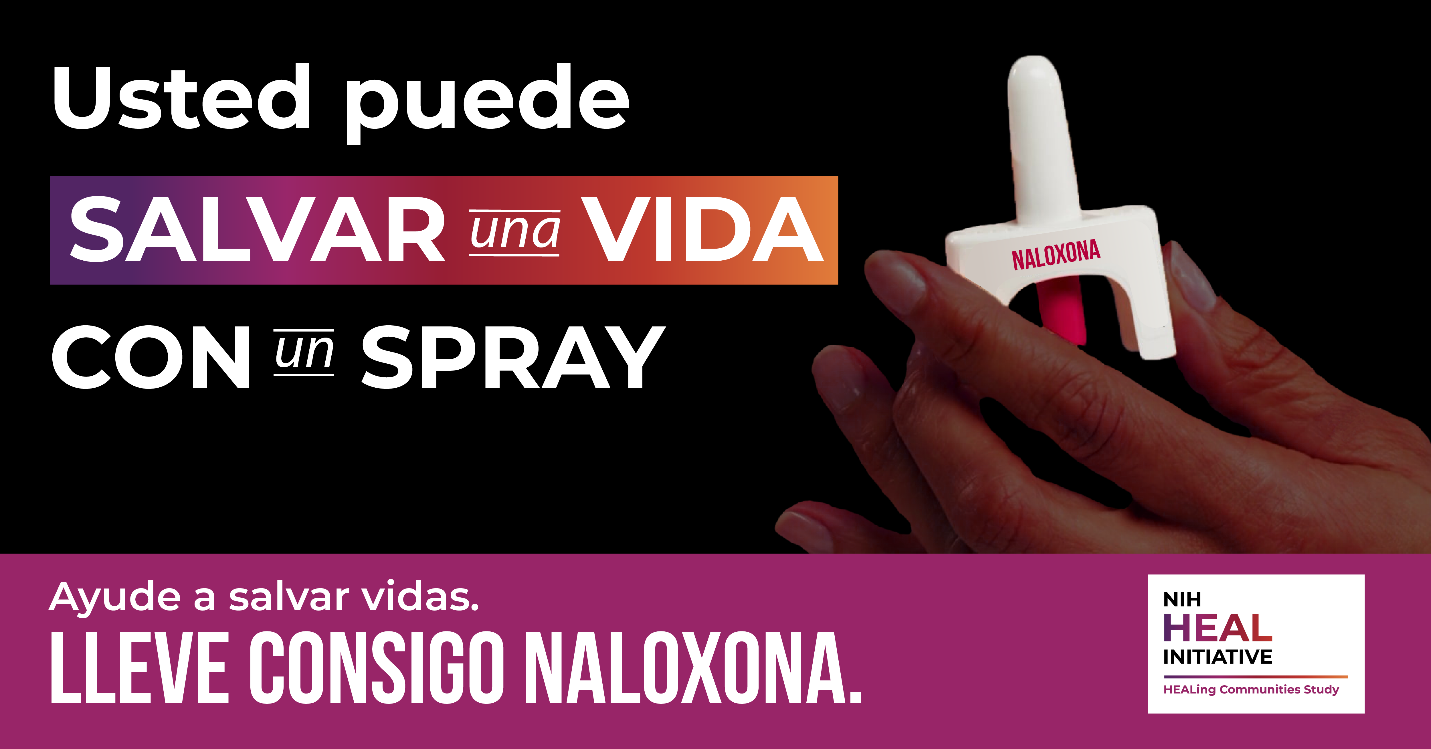 Usted puede
SALVAR una VIDA
CON un SPRAY
NALOXONA
Ayude a salvar vidas.
LLEVE CONSIGO NALOXONA.
NIH
HEAL
INITIATIVE
HEALing Communities Study